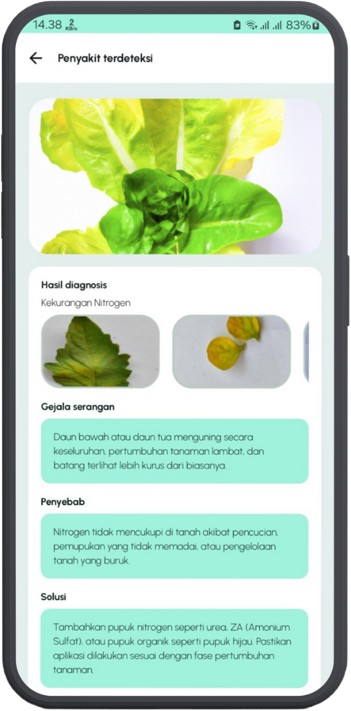 14.38
83%
Penyakit terdeteksi
Hasil diagnosis
Kekurangan Nitrogen
Gejala serangan
Daun bawah atau daun tua menguning secara
keseluruhan, pertumbuhan tanaman lambat, dan
batang terlihat lebih kurus dari biasanya.
Penyebab
Nitrogen tidak mencukupi di tanah akibat pencucian,
pemupukan yang tidak memadai, atau pengelolaan
tanah yang buruk.
Solusi
Tambahkan pupuk nitrogen seperti urea, ZA (Amonium
Sulfat), atau pupuk organik seperti pupuk hijau. Pastikan
aplikasi dilakukan sesuai dengan fase pertumbuhan
tanaman.